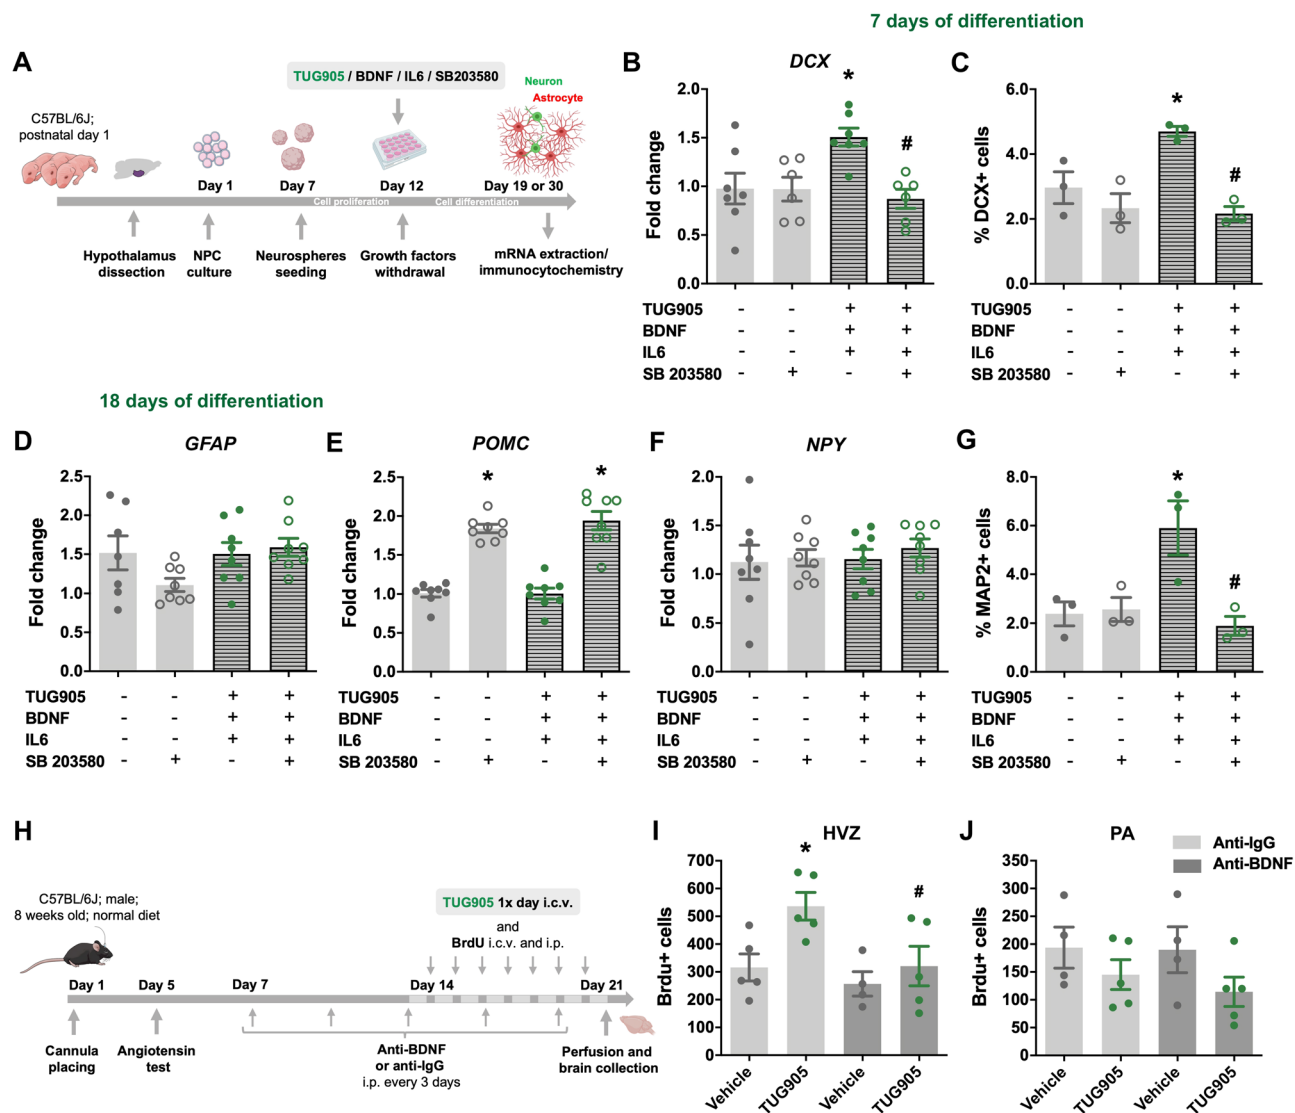 7 days of differentiation
A
TUG905 / BDNF / IL6 / SB203580
Neuron
Astrocyte
C57BL/6J;
postnatal day 1
Day 1
Day 7
Day 12
Day 19 or 30
Cell proliferation
Cell differentiation
Hypothalamus
dissection
NPC
culture
Neurospheres
seeding
Growth factors
withdrawal
mRNA extraction/
immunocytochemistry
B
DCX
Fold change
2.0
1.5
1.0
0.5
0.0
*
#
TUG905 - - + +
BDNF - - + +
IL6 - - + +
SB 203580 - + - +
C
% DCX+ cells
6.0
4.0
2.0
0.0
*
#
TUG905 - - + +
BDNF - - + +
IL6 - - + +
SB 203580 - + - +
18 days of differentiation
D
GFAP
Fold change
2.5
2.0
1.5
1.0
0.5
0.0
TUG905 - - + +
BDNF - - + +
IL6 - - + +
SB 203580 - + - +
E
POMC
Fold change
2.5
2.0
1.5
1.0
0.5
0.0
*
*
TUG905 - - + +
BDNF - - + +
IL6 - - + +
SB 203580 - + - +
F
NPY
Fold change
2.0
1.5
1.0
0.5
0.0
TUG905 - - + +
BDNF - - + +
IL6 - - + +
SB 203580 - + - +
G
% MAP2+ cells
8.0
6.0
4.0
2.0
0.0
*
#
TUG905 - - + +
BDNF - - + +
IL6 - - + +
SB 203580 - + - +
H
C57BL/6J; male;
8 weeks old; normal diet
TUG905 1x day i.c.v.
and
BrdU i.c.v. and i.p.
Day 1
Day 5
Day 7
Day 14
Day 21
Cannula
placing
Angiotensin
test
Anti-BDNF
or anti-IgG
i.p. every 3 days
Perfusion and
brain collection
I
HVZ
Brdu+ cells
700
600
500
400
300
200
100
0
*
#
Vehicle
TUG905
Vehicle
TUG905
J
PA
Anti-IgG
Anti-BDNF
Brdu+ cells
350
300
250
200
150
100
50
0
Vehicle
TUG905
Vehicle
TUG905